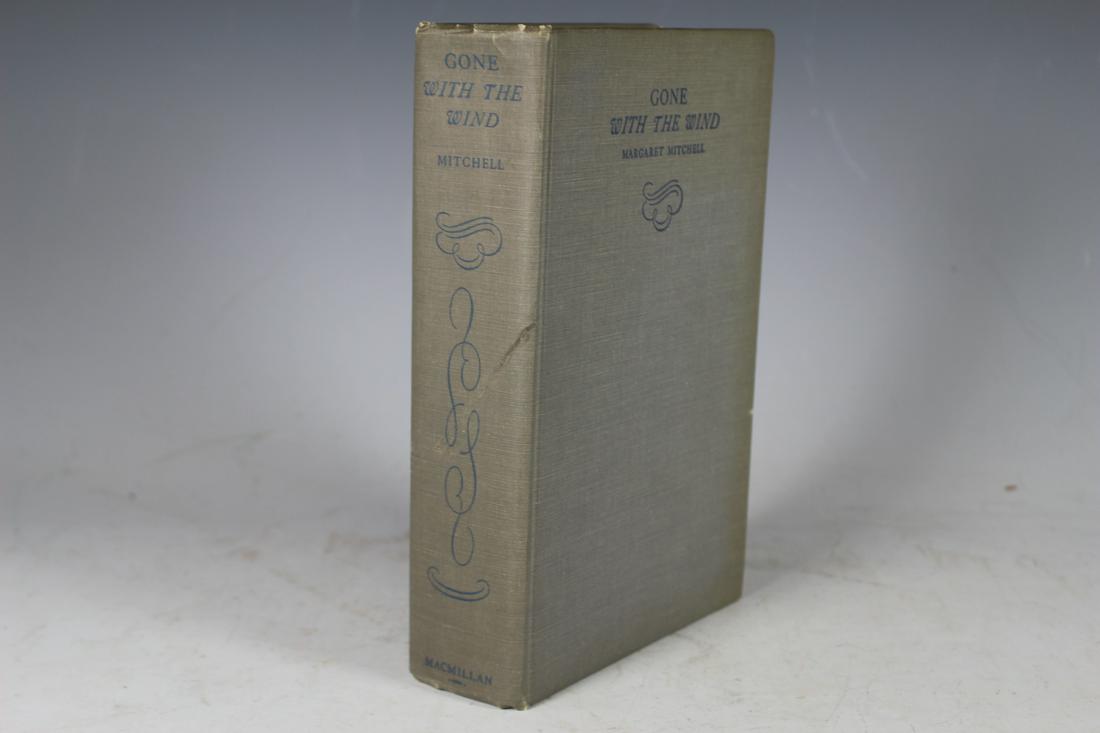 GONE
WITH THE
WIND
MITCHELL
MACMILLAN
GONE
WITH THE WIND
MARGARET MITCHELL